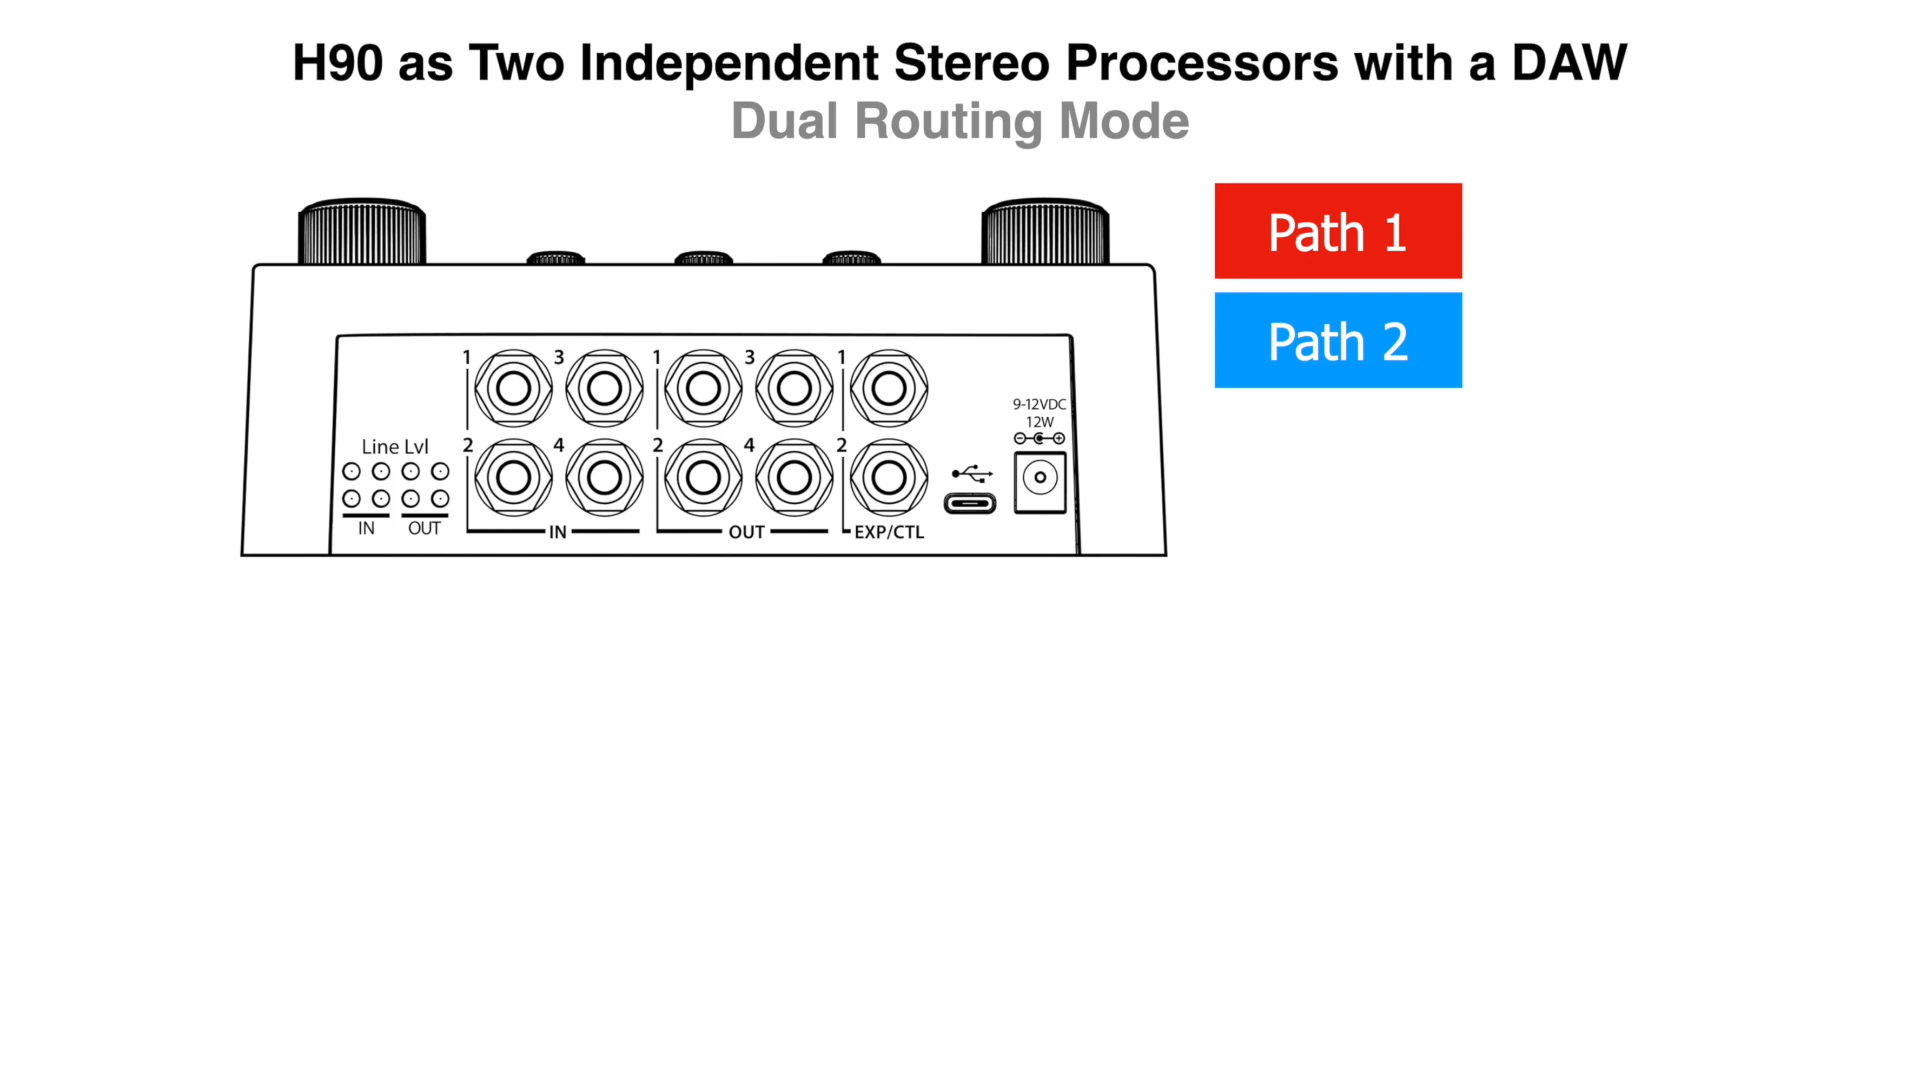 H90 as Two Independent Stereo Processors with a DAW
Dual Routing Mode
Path 1
Path 2
1 3 1 3 1
9-12VDC
12W
Line Lvl
2 4 2 4 2
IN OUT
IN OUT EXP/CTL